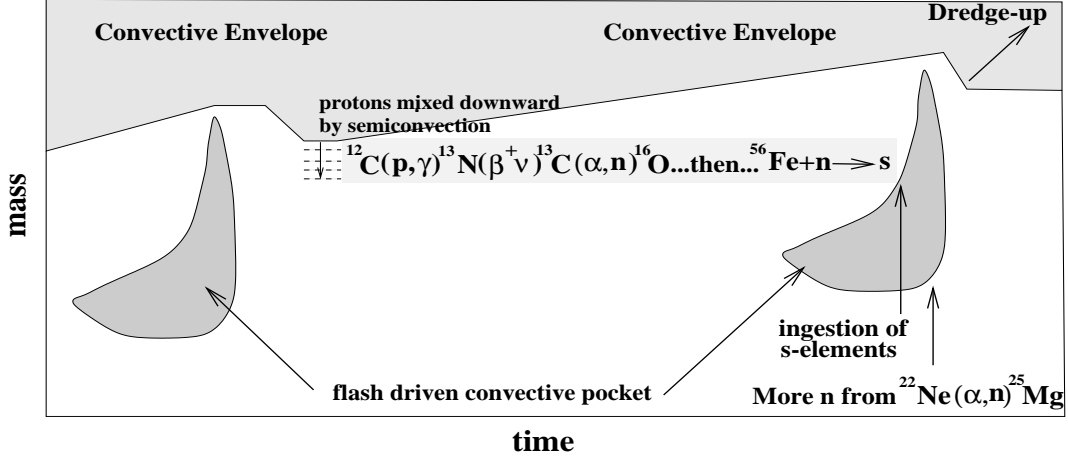 Dredge-up
Convective Envelope
Convective Envelope
protons mixed downward
by semiconvection
¹²C(p,γ)¹³N(β⁺ν)¹³C(α,n)¹⁶O...then...⁵⁶Fe+n→s
mass
ingestion of
s-elements
flash driven convective pocket
More n from ²²Ne(α,n)²⁵Mg
time